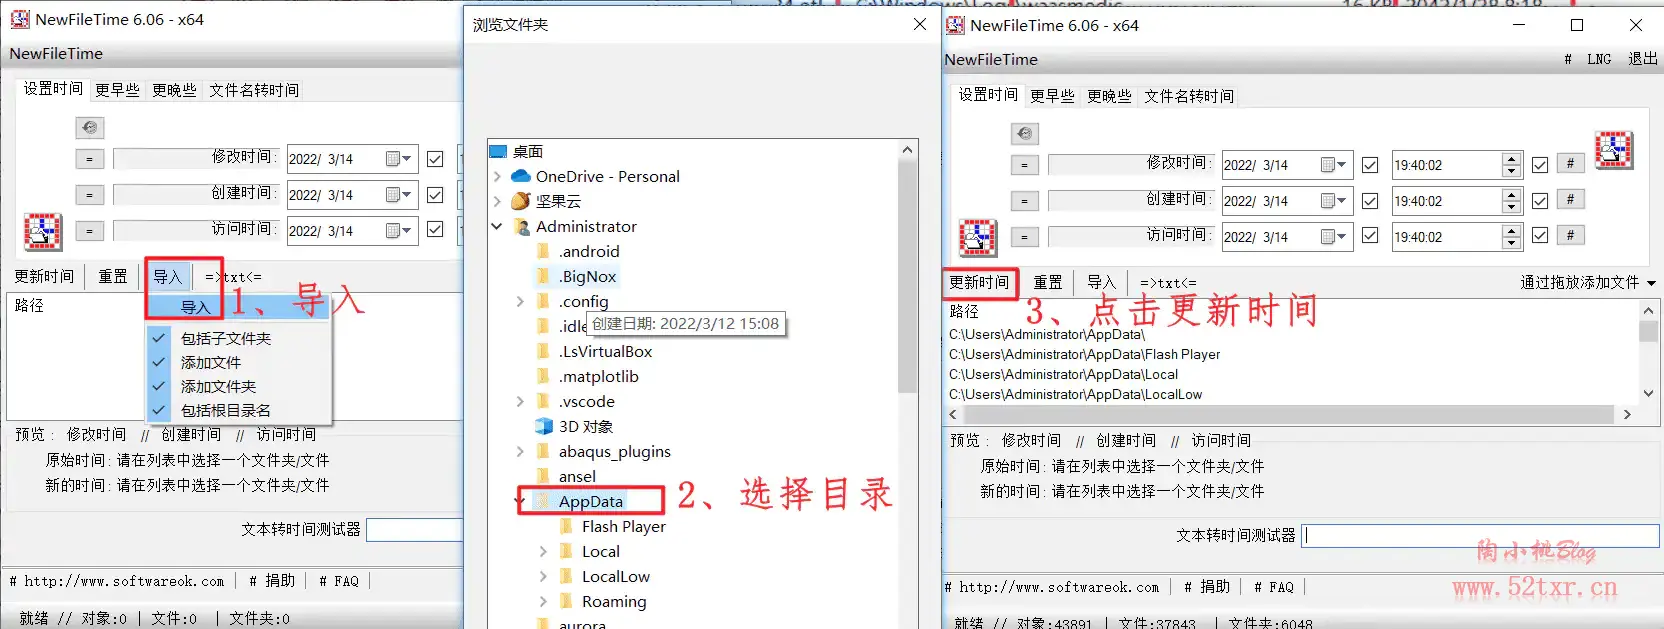 NewFileTime 6.06 - x64
NewFileTime
设置时间 更早些 更晚些 文件名转时间
= 修改时间: 2022/ 3/14
= 创建时间: 2022/ 3/14
= 访问时间: 2022/ 3/14
更新时间 重置 导入 =>txt<=
路径
导入
1、导入
包括子文件夹
添加文件
添加文件夹
包括根目录名
预览 : 修改时间 // 创建时间 // 访问时间
原始时间: 请在列表中选择一个文件夹/文件
新的时间: 请在列表中选择一个文件夹/文件
文本转时间测试器
# http://www.softwareok.com # 捐助 # FAQ
就绪 // 对象:0 文件:0 文件夹:0
浏览文件夹
桌面
OneDrive - Personal
坚果云
Administrator
.android
.BigNox
.config
.idle
创建日期: 2022/3/12 15:08
.LsVirtualBox
.matplotlib
.vscode
3D 对象
abaqus_plugins
ansel
AppData
2、选择目录
Flash Player
Local
LocalLow
Roaming
aurora
NewFileTime 6.06 - x64
NewFileTime
# LNG 退出
设置时间 更早些 更晚些 文件名转时间
= 修改时间: 2022/ 3/14 19:40:02 #
= 创建时间: 2022/ 3/14 19:40:02 #
= 访问时间: 2022/ 3/14 19:40:02 #
更新时间 重置 导入 =>txt<= 通过拖放添加文件
3、点击更新时间
路径
C:\Users\Administrator\AppData\
C:\Users\Administrator\AppData\Flash Player
C:\Users\Administrator\AppData\Local
C:\Users\Administrator\AppData\LocalLow
预览 : 修改时间 // 创建时间 // 访问时间
原始时间: 请在列表中选择一个文件夹/文件
新的时间: 请在列表中选择一个文件夹/文件
文本转时间测试器
陶小桃Blog
www.52txr.cn
# http://www.softwareok.com # 捐助 # FAQ
就绪 // 对象:43891 文件:37843 文件夹:6048